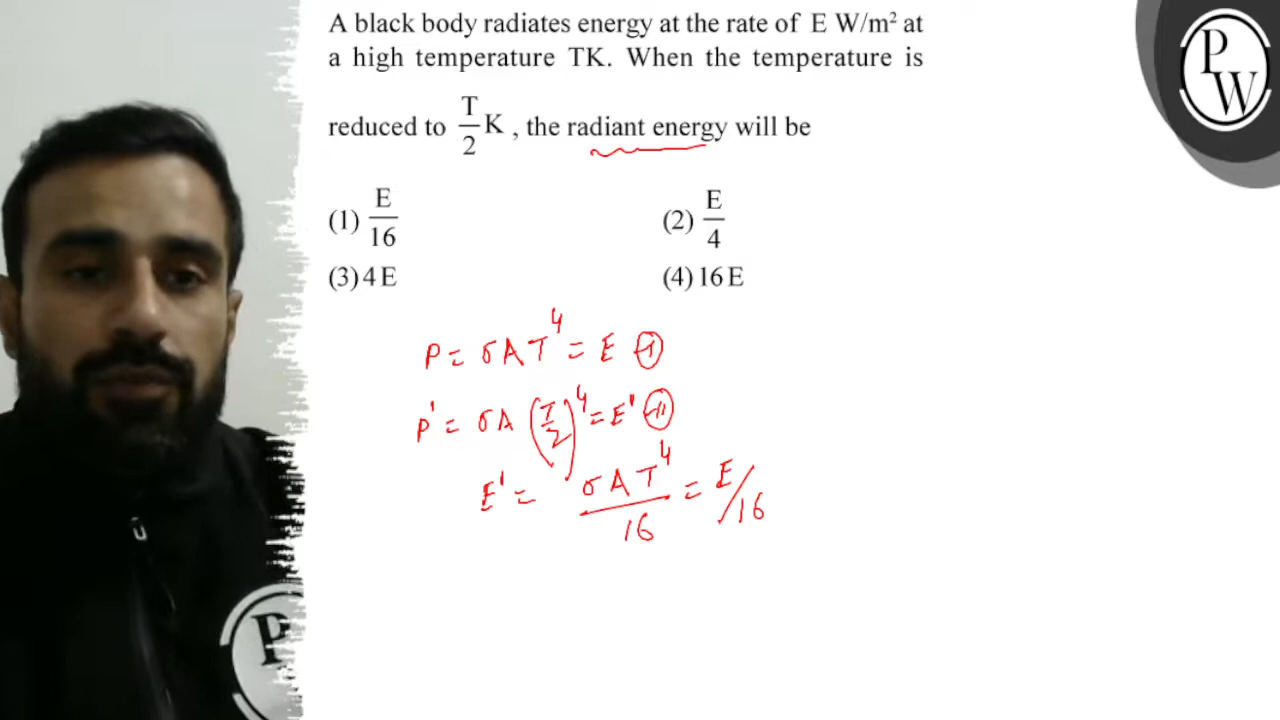 A black body radiates energy at the rate of E W/m² at
a high temperature TK. When the temperature is
reduced to T/2 K, the radiant energy will be
(1) E/16 (2) E/4
(3) 4E (4) 16E
P = σAT⁴ = E (I)
P' = σA (T/2)⁴ = E' (II)
E' = σAT⁴/16 = E/16
PW
P